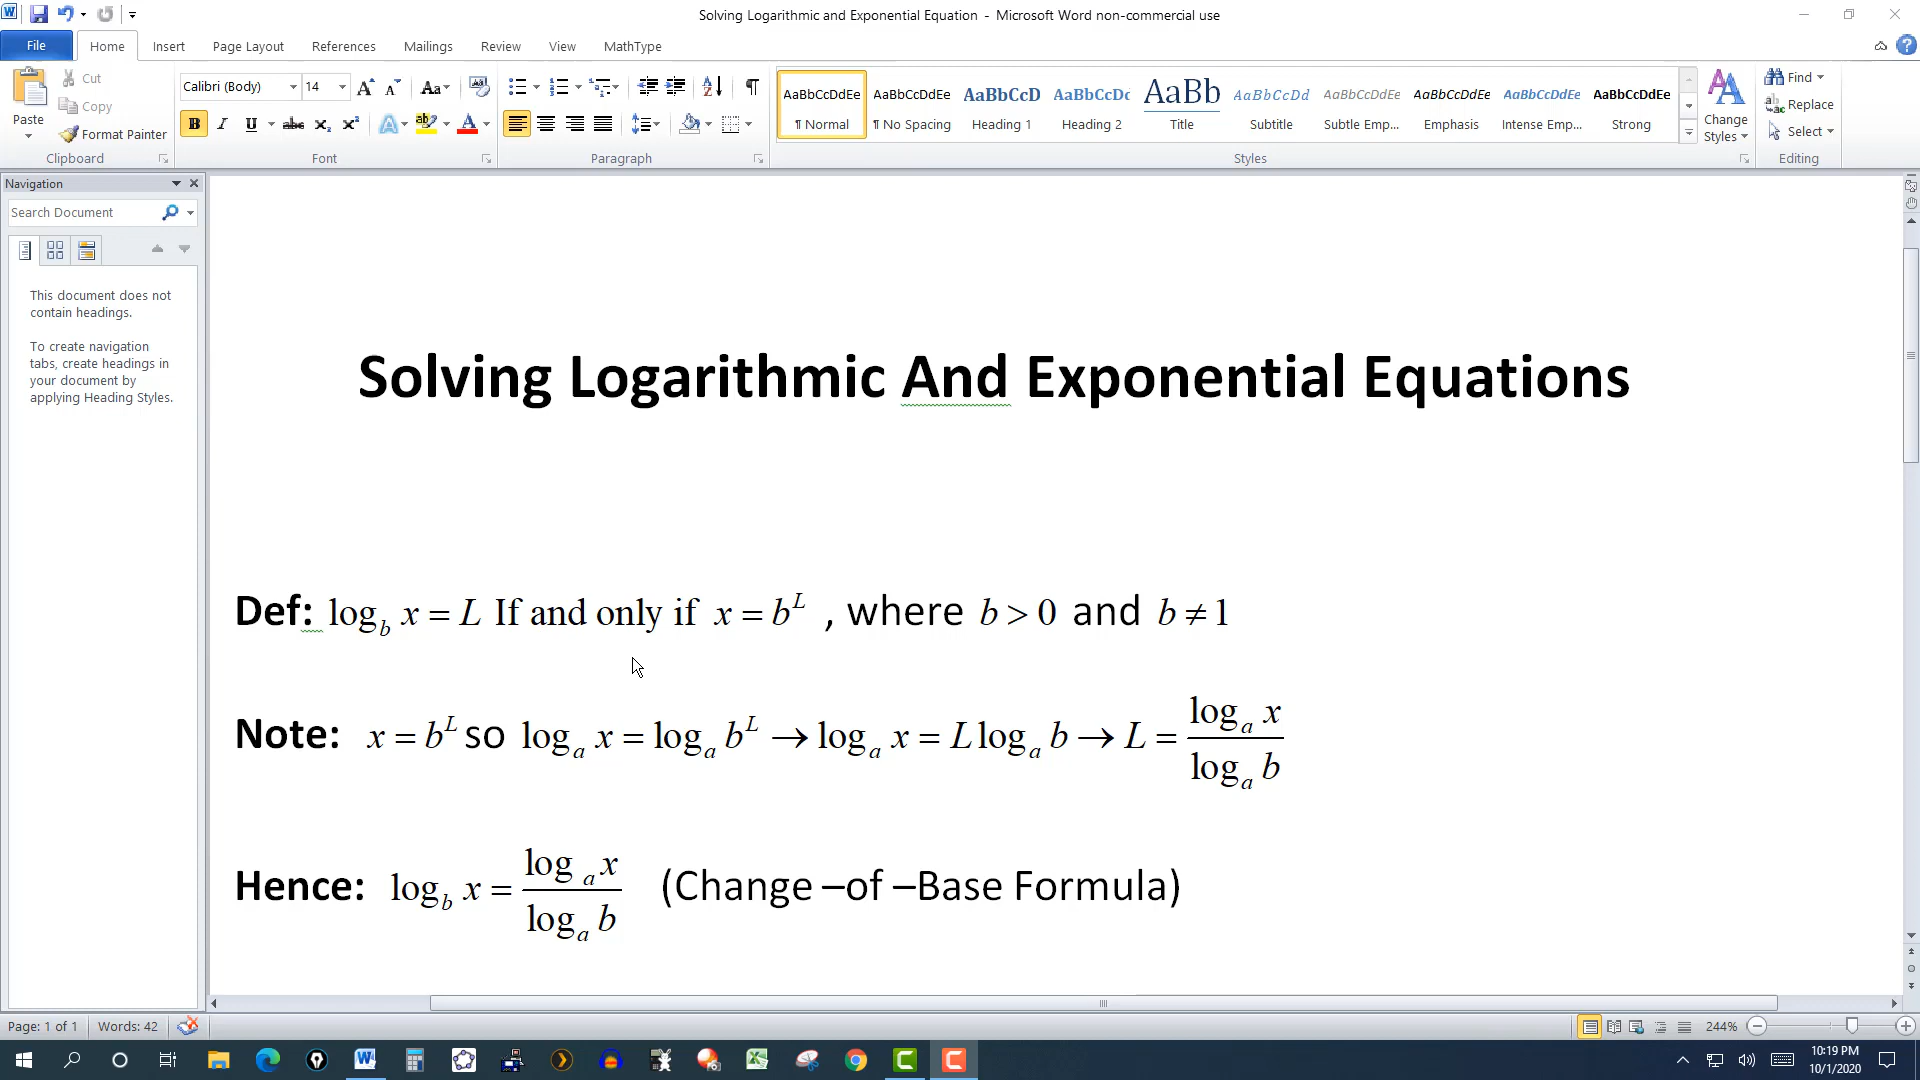 Solving Logarithmic and Exponential Equation - Microsoft Word non-commercial use
File Home Insert Page Layout References Mailings Review View MathType
Paste
Cut
Copy
Format Painter
Clipboard
Calibri (Body) 14
Font
Paragraph
AaBbCcDdEe AaBbCcDdEe AaBbCcD AaBbCcDc AaBb AaBbCcDd AaBbCcDdEe AaBbCcDdEe AaBbCcDdEe AaBbCcDdEe
¶ Normal ¶ No Spacing Heading 1 Heading 2 Title Subtitle Subtle Emp... Emphasis Intense Emp... Strong
Change Styles
Styles
Find
Replace
Select
Editing
Navigation
Search Document
This document does not
contain headings.
To create navigation
tabs, create headings in
your document by
applying Heading Styles.
Solving Logarithmic And Exponential Equations
Def: log_b x = L If and only if x = b^L , where b > 0 and b ≠ 1
Note: x = b^L so log_a x = log_a b^L → log_a x = L log_a b → L = log_a x / log_a b
Hence: log_b x = log_a x / log_a b (Change –of –Base Formula)
Page: 1 of 1 Words: 42 244%
10:19 PM
10/1/2020